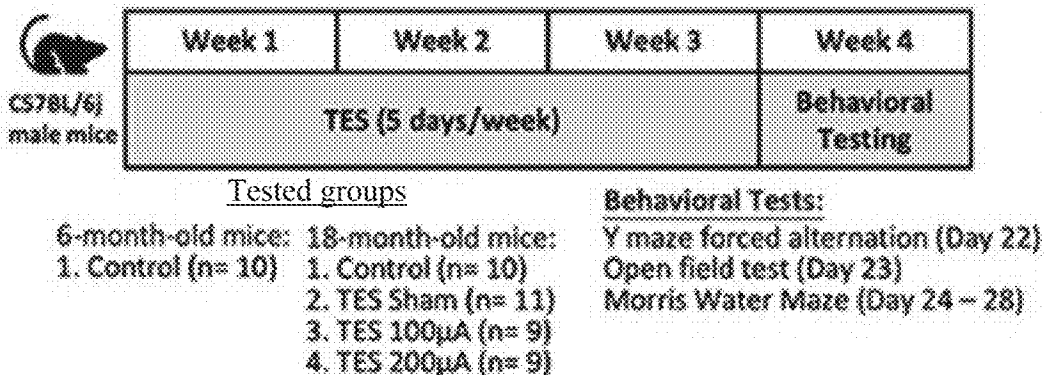 Week 1 Week 2 Week 3 Week 4
C57BL/6j
male mice
TES (5 days/week)
Behavioral
Testing
Tested groups
6-month-old mice:
1. Control (n= 10)
18-month-old mice:
1. Control (n= 10)
2. TES Sham (n= 11)
3. TES 100µA (n= 9)
4. TES 200µA (n= 9)
Behavioral Tests:
Y maze forced alternation (Day 22)
Open field test (Day 23)
Morris Water Maze (Day 24 – 28)